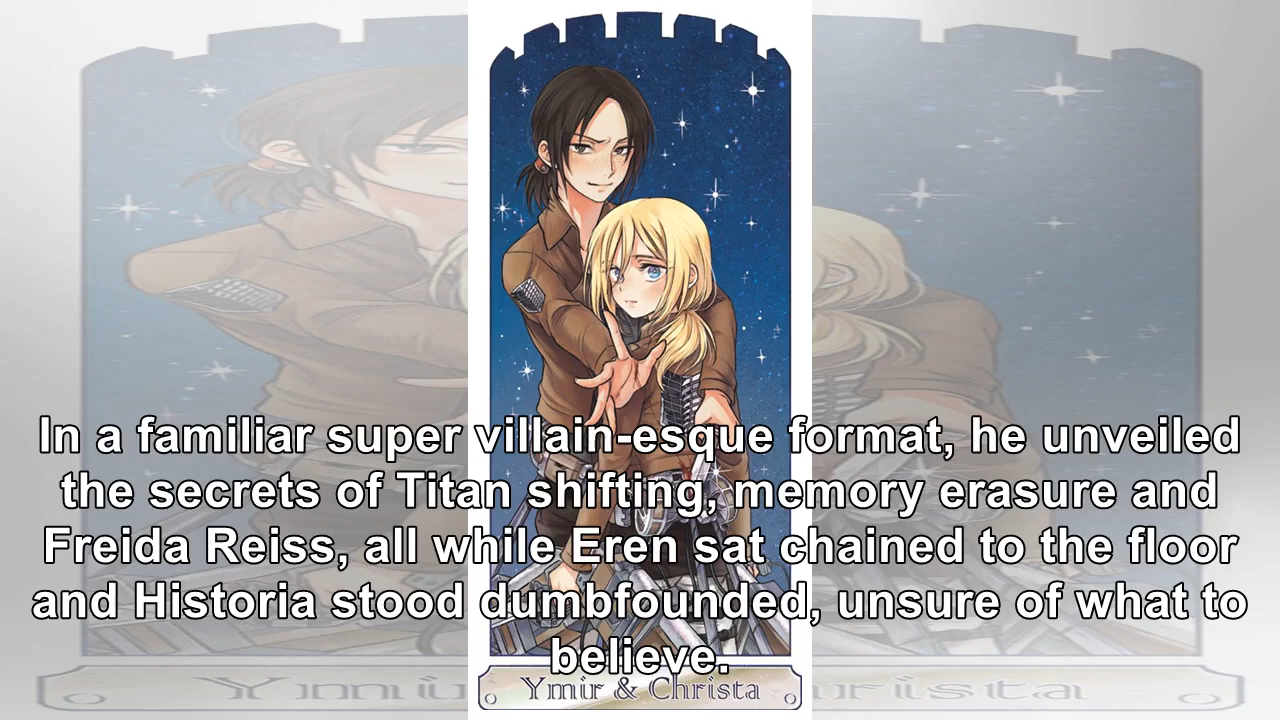 In a familiar super villain-esque format, he unveiled
the secrets of Titan shifting, memory erasure and
Freida Reiss, all while Eren sat chained to the floor
and Historia stood dumbfounded, unsure of what to
believe.
Ymir & Christa